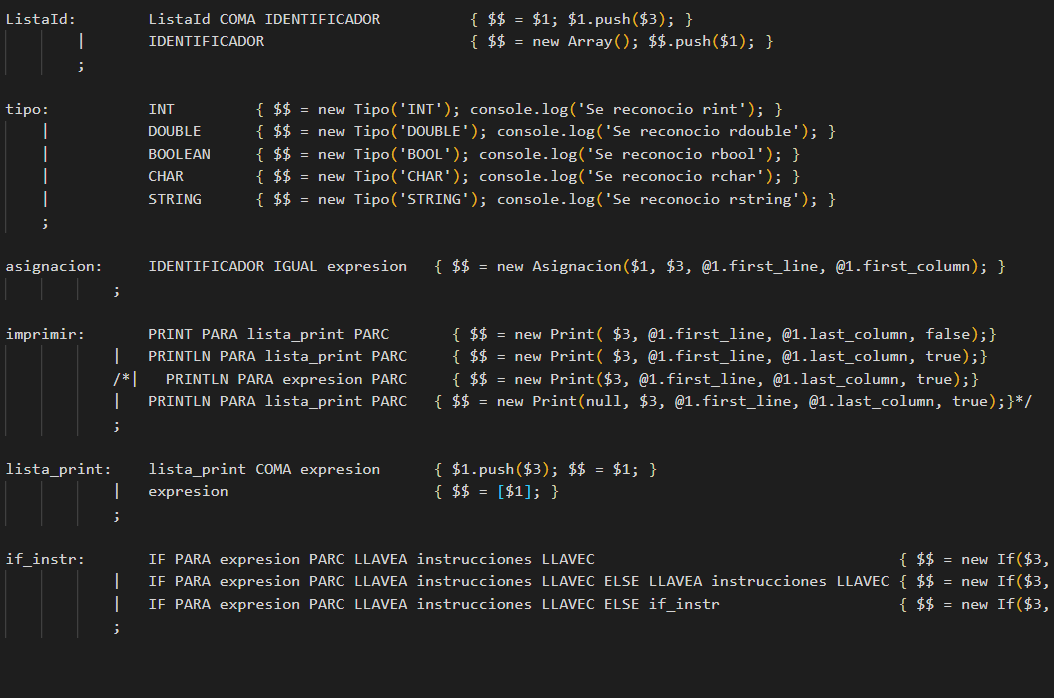 ListaId:        ListaId COMA IDENTIFICADOR          { $$ = $1; $1.push($3); }
        |       IDENTIFICADOR                       { $$ = new Array(); $$.push($1); }
        ;
tipo:           INT         { $$ = new Tipo('INT'); console.log('Se reconocio rint'); }
    |           DOUBLE      { $$ = new Tipo('DOUBLE'); console.log('Se reconocio rdouble'); }
    |           BOOLEAN     { $$ = new Tipo('BOOL'); console.log('Se reconocio rbool'); }
    |           CHAR        { $$ = new Tipo('CHAR'); console.log('Se reconocio rchar'); }
    |           STRING      { $$ = new Tipo('STRING'); console.log('Se reconocio rstring'); }
    ;
asignacion:     IDENTIFICADOR IGUAL expresion   { $$ = new Asignacion($1, $3, @1.first_line, @1.first_column); }
            ;
imprimir:       PRINT PARA lista_print PARC       { $$ = new Print( $3, @1.first_line, @1.last_column, false);}
            |   PRINTLN PARA lista_print PARC     { $$ = new Print( $3, @1.first_line, @1.last_column, true);}
            /*|   PRINTLN PARA expresion PARC     { $$ = new Print($3, @1.first_line, @1.last_column, true);}
            |   PRINTLN PARA lista_print PARC   { $$ = new Print(null, $3, @1.first_line, @1.last_column, true);}*/
            ;
lista_print:    lista_print COMA expresion      { $1.push($3); $$ = $1; }
            |   expresion                       { $$ = [$1]; }
            ;
if_instr:       IF PARA expresion PARC LLAVEA instrucciones LLAVEC                                  { $$ = new If($3,
            |   IF PARA expresion PARC LLAVEA instrucciones LLAVEC ELSE LLAVEA instrucciones LLAVEC { $$ = new If($3,
            |   IF PARA expresion PARC LLAVEA instrucciones LLAVEC ELSE if_instr                    { $$ = new If($3,
            ;